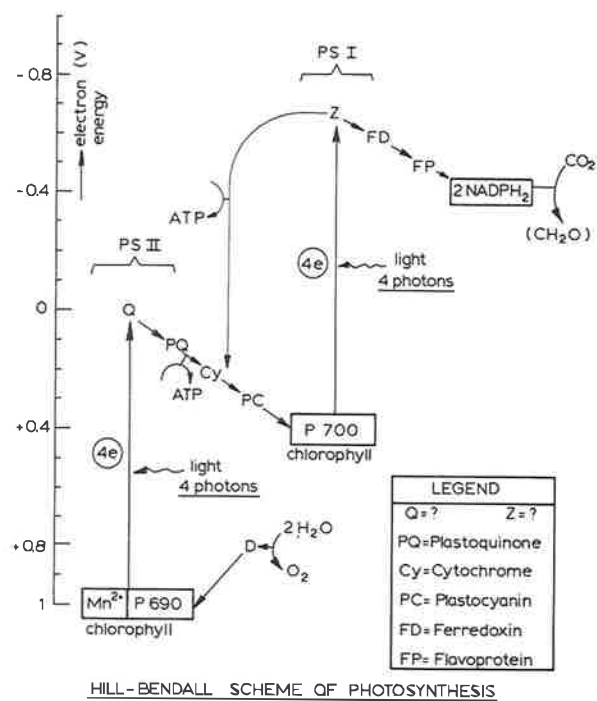 electron (V)
energy
- 0.8
- 0.4
0
+0.4
+0.8
1
PS I
Z
FD
FP
2 NADPH₂
CO₂
(CH₂O)
ATP
4e
light
4 photons
PS II
Q
PQ
Cy
PC
ATP
P 700
chlorophyll
4e
light
4 photons
D
2H₂O
O₂
Mn²⁺ P 690
chlorophyll
LEGEND
Q=? Z=?
PQ=Plastoquinone
Cy=Cytochrome
PC=Plastocyanin
FD=Ferredoxin
FP=Flavoprotein
HILL-BENDALL SCHEME OF PHOTOSYNTHESIS